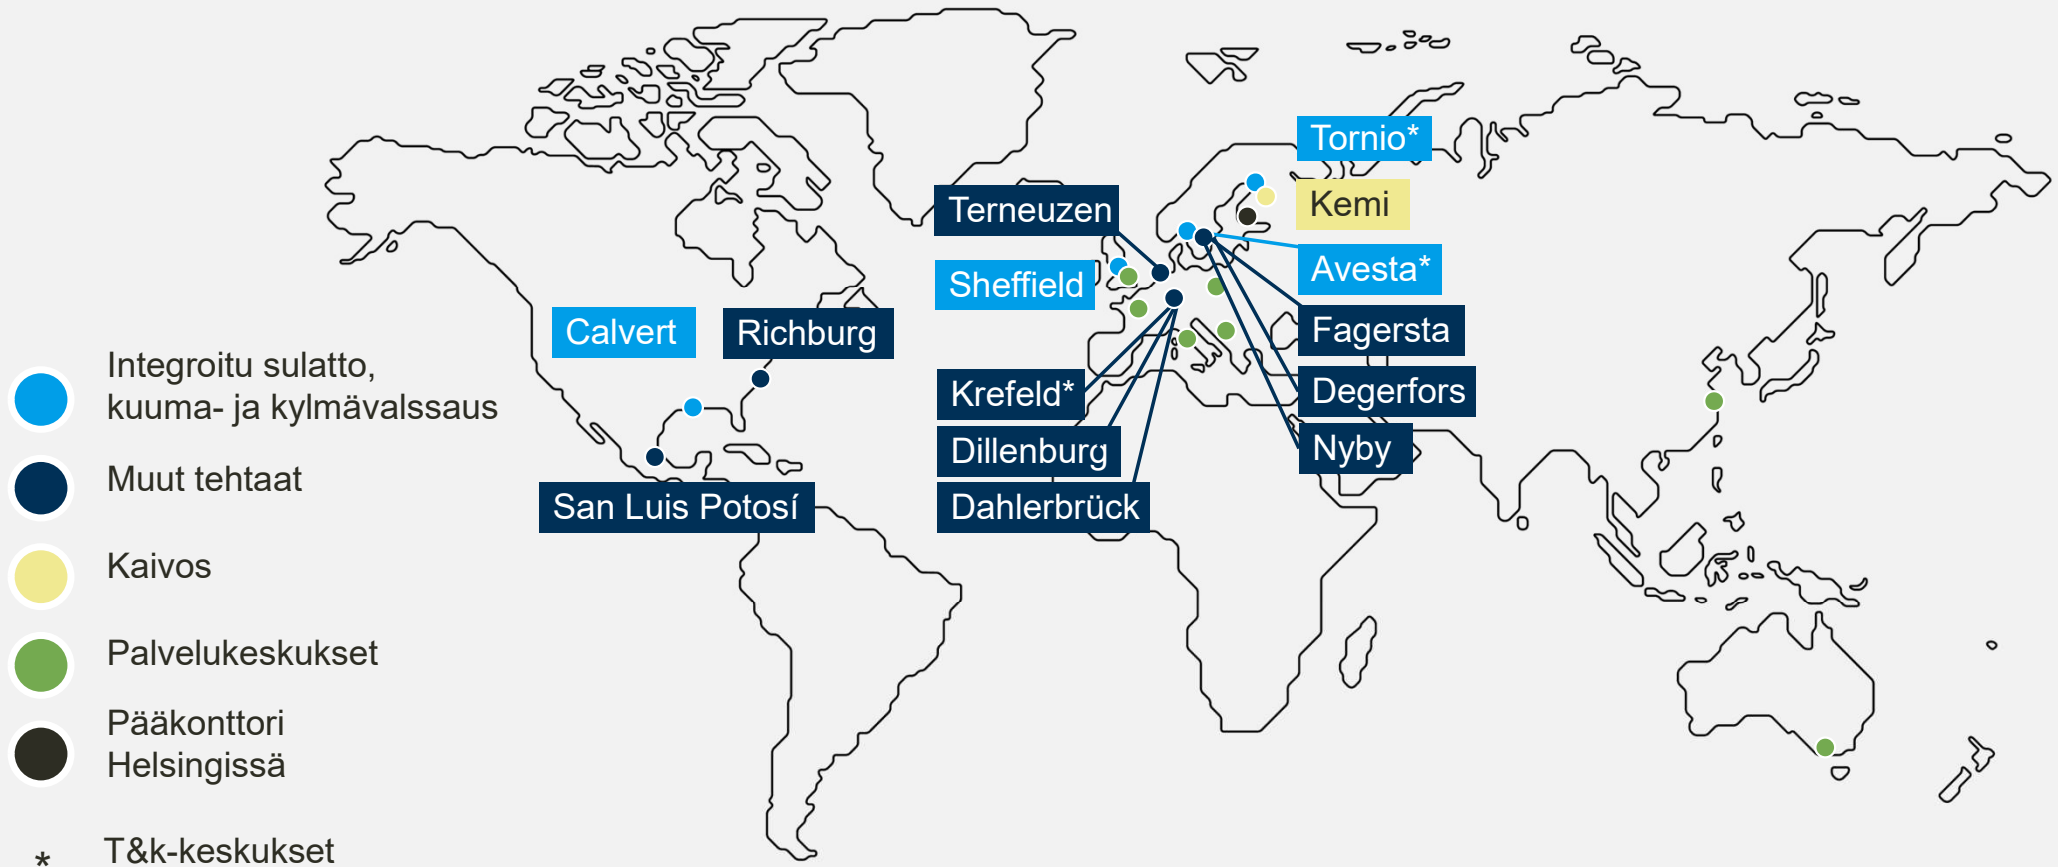 Tornio*
Kemi
Terneuzen
Avesta*
Sheffield
Calvert
Richburg
Fagersta
Krefeld*
Degerfors
Dillenburg
Nyby
San Luis Potosí
Dahlerbrück
Integroitu sulatto,
kuuma- ja kylmävalssaus
Muut tehtaat
Kaivos
Palvelukeskukset
Pääkonttori
Helsingissä
* T&k-keskukset